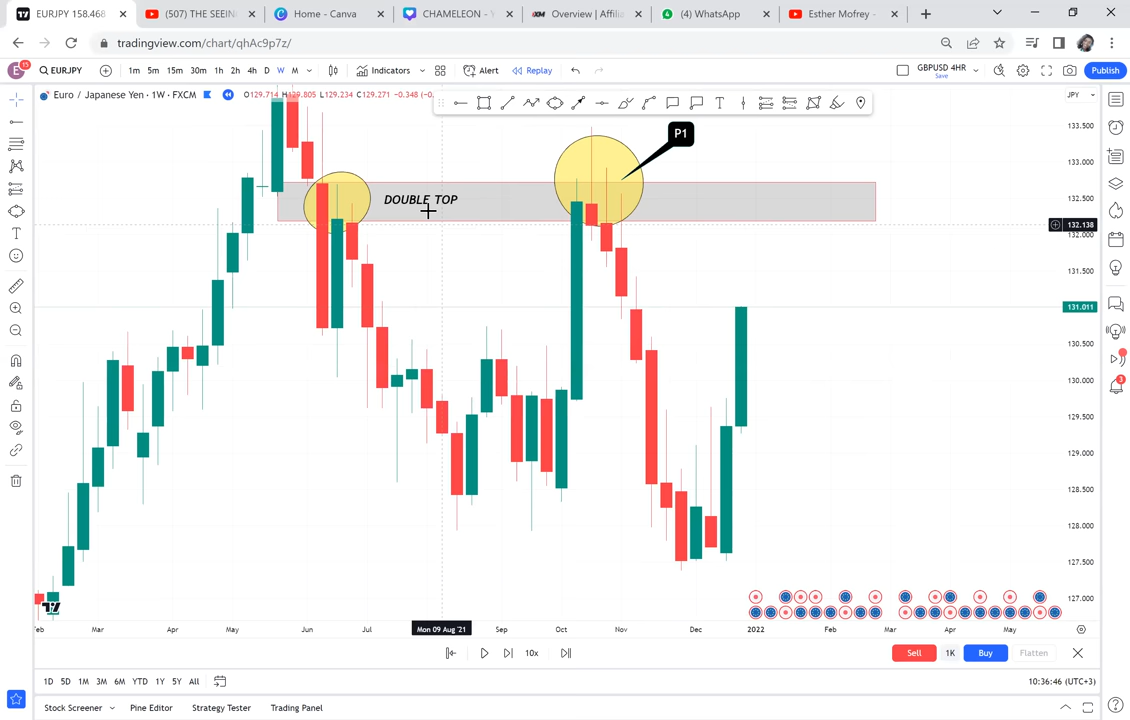 EURJPY 158.468
(507) THE SEEIN
Home - Canva
CHAMELEON - Y
Overview | Affilia
(4) WhatsApp
Esther Mofrey -
tradingview.com/chart/qhAc9p7z/
E 15 EURJPY 1m 5m 15m 30m 1h 2h 4h D W M Indicators Alert Replay GBPUSD 4HR Save Publish
Euro / Japanese Yen · 1W · FXCM O129.714 H129.805 L129.234 C129.271 −0.348 (−0. JPY
P1
DOUBLE TOP
133.500
133.000
132.500
132.138
132.000
131.500
131.011
130.500
130.000
129.500
129.000
128.500
128.000
127.500
127.000
3
Feb Mar Apr May Jun Jul Mon 09 Aug '21 Sep Oct Nov Dec 2022 Feb Mar Apr May
10x Sell 1K Buy Flatten
1D 5D 1M 3M 6M YTD 1Y 5Y All 10:36:46 (UTC+3)
Stock Screener Pine Editor Strategy Tester Trading Panel